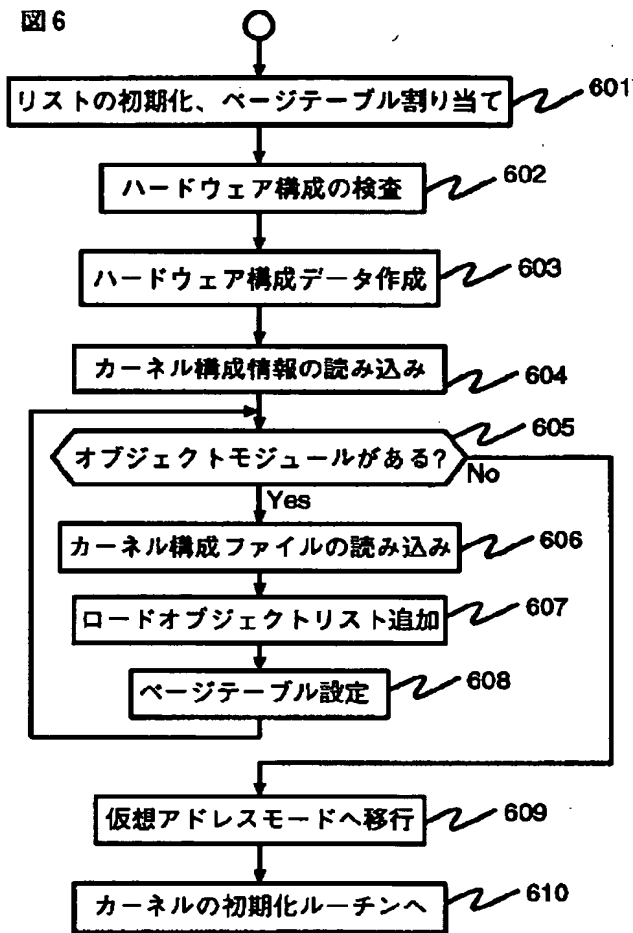 図6
リストの初期化、ページテーブル割り当て 601
ハードウェア構成の検査 602
ハードウェア構成データ作成 603
カーネル構成情報の読み込み 604
オブジェクトモジュールがある? 605
No
Yes
カーネル構成ファイルの読み込み 606
ロードオブジェクトリスト追加 607
ページテーブル設定 608
仮想アドレスモードへ移行 609
カーネルの初期化ルーチンへ 610